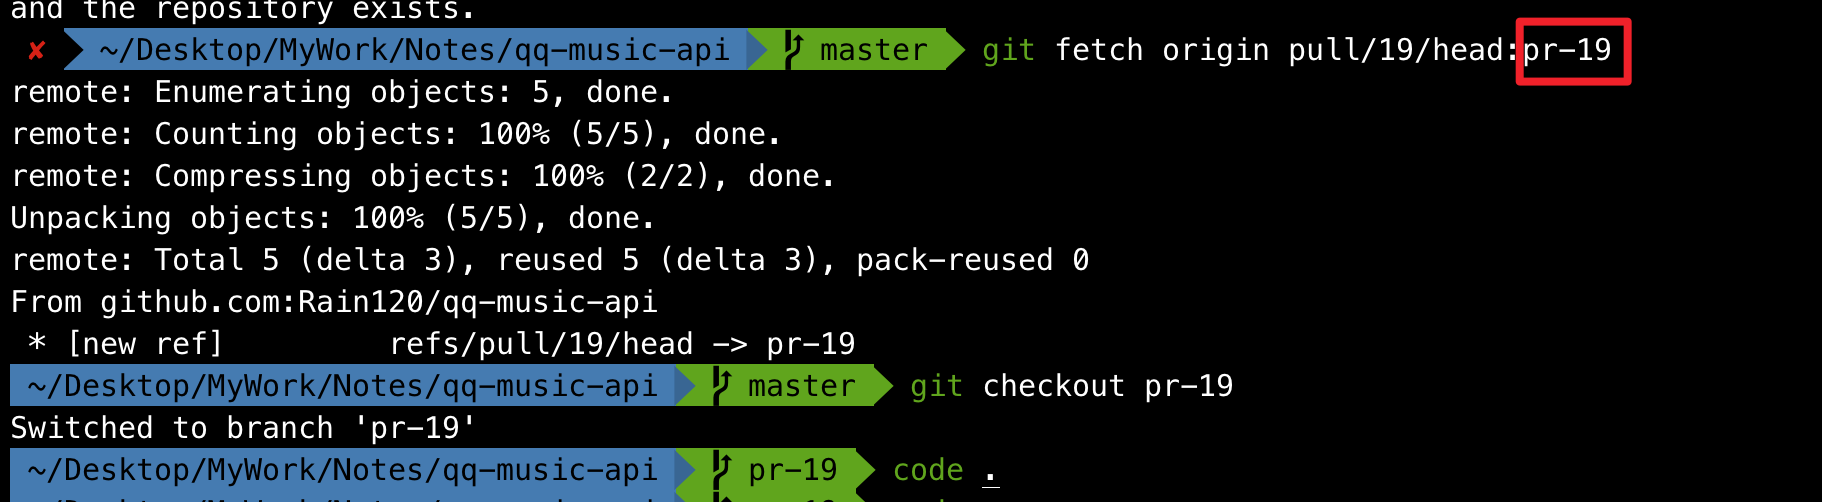 and the repository exists.
✘ ~/Desktop/MyWork/Notes/qq-music-api master git fetch origin pull/19/head:pr-19
remote: Enumerating objects: 5, done.
remote: Counting objects: 100% (5/5), done.
remote: Compressing objects: 100% (2/2), done.
Unpacking objects: 100% (5/5), done.
remote: Total 5 (delta 3), reused 5 (delta 3), pack-reused 0
From github.com:Rain120/qq-music-api
* [new ref] refs/pull/19/head -> pr-19
~/Desktop/MyWork/Notes/qq-music-api master git checkout pr-19
Switched to branch 'pr-19'
~/Desktop/MyWork/Notes/qq-music-api pr-19 code .